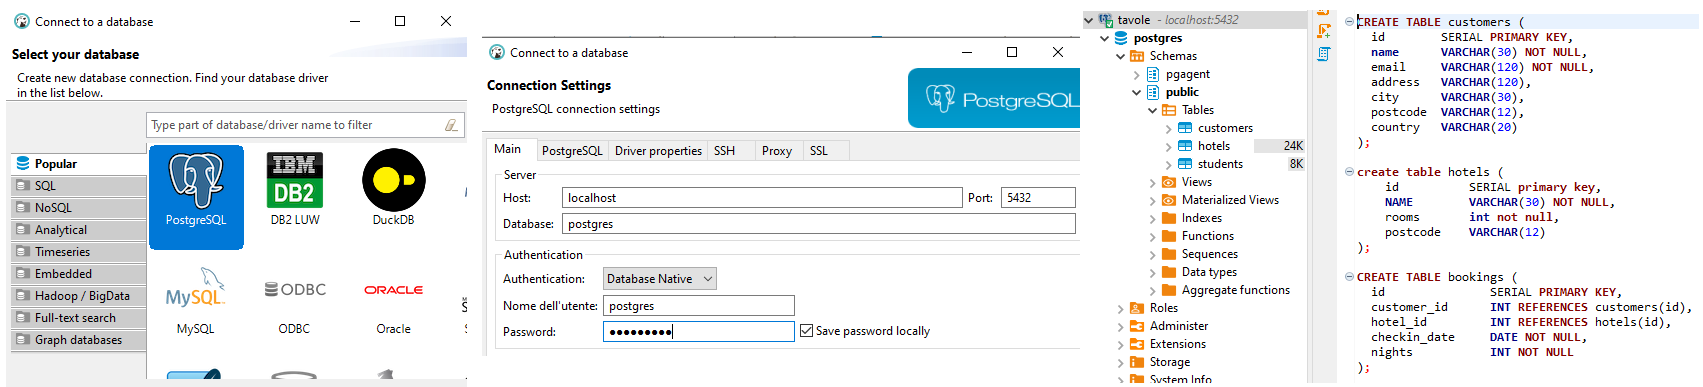 Connect to a database
Select your database
Create new database connection. Find your database driver
in the list below.
Type part of database/driver name to filter
Popular
SQL
NoSQL
Analytical
Timeseries
Embedded
Hadoop / BigData
Full-text search
Graph databases
PostgreSQL
IBM
DB2
DB2 LUW
DuckDB
MySQL
MySQL
ODBC
ODBC
ORACLE
Oracle
Connect to a database
Connection Settings
PostgreSQL connection settings
PostgreSQL
Main
PostgreSQL
Driver properties
SSH
Proxy
SSL
Server
Host: localhost Port: 5432
Database: postgres
Authentication
Authentication: Database Native
Nome dell'utente: postgres
Password: ●●●●●●●●● Save password locally
tavole - localhost:5432
postgres
Schemas
pgagent
public
Tables
customers
hotels 24K
students 8K
Views
Materialized Views
Indexes
Functions
Sequences
Data types
Aggregate functions
Roles
Administer
Extensions
Storage
System Info
CREATE TABLE customers (
id SERIAL PRIMARY KEY,
name VARCHAR(30) NOT NULL,
email VARCHAR(120) NOT NULL,
address VARCHAR(120),
city VARCHAR(30),
postcode VARCHAR(12),
country VARCHAR(20)
);
create table hotels (
id SERIAL primary key,
NAME VARCHAR(30) NOT NULL,
rooms int not null,
postcode VARCHAR(12)
);
CREATE TABLE bookings (
id SERIAL PRIMARY KEY,
customer_id INT REFERENCES customers(id),
hotel_id INT REFERENCES hotels(id),
checkin_date DATE NOT NULL,
nights INT NOT NULL
);